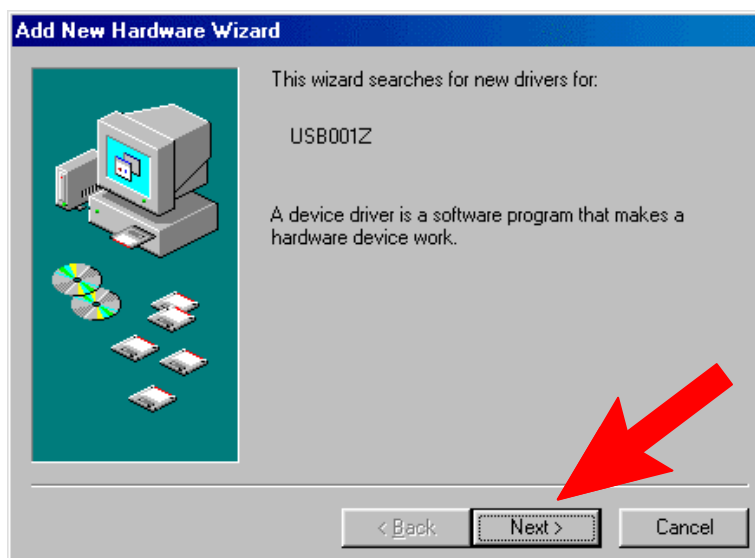 Add New Hardware Wizard
This wizard searches for new drivers for:
USB001Z
A device driver is a software program that makes a
hardware device work.
< Back
Next >
Cancel